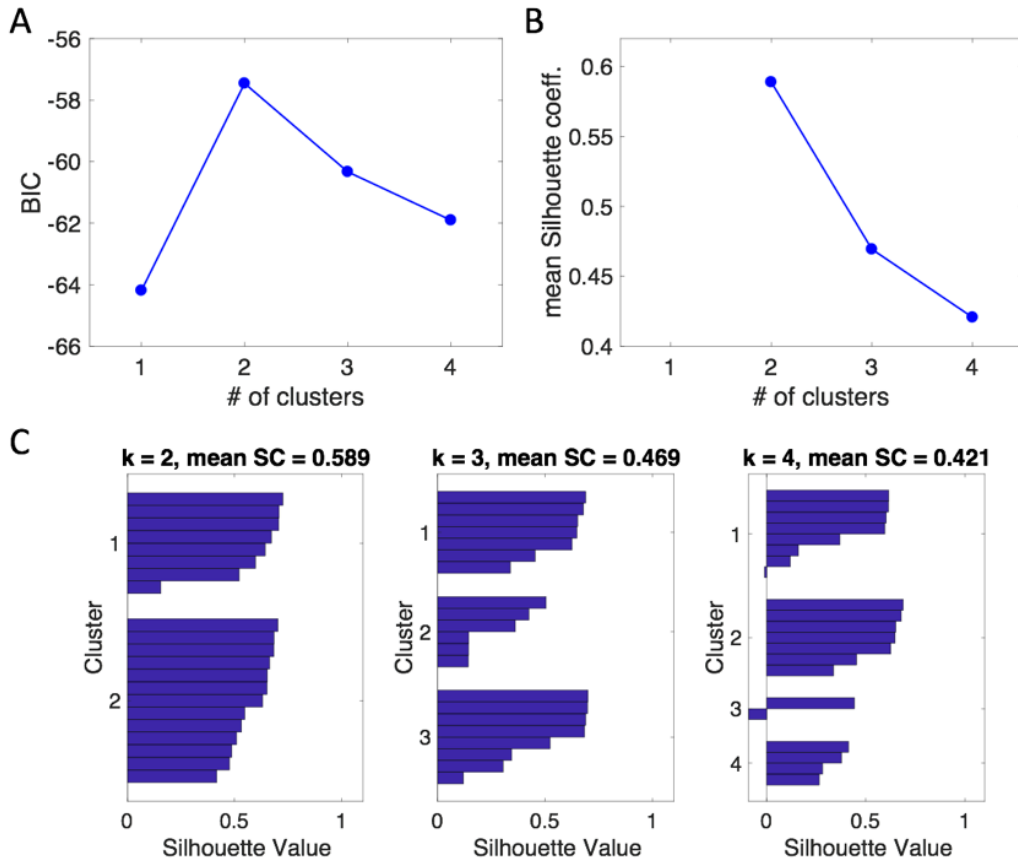 A
-56
-58
-60
-62
-64
-66
BIC
1 2 3 4
# of clusters
B
0.6
0.55
0.5
0.45
0.4
mean Silhouette coeff.
1 2 3 4
# of clusters
C
k = 2, mean SC = 0.589
Cluster
1
2
0 0.5 1
Silhouette Value
k = 3, mean SC = 0.469
Cluster
1
2
3
0 0.5 1
Silhouette Value
k = 4, mean SC = 0.421
Cluster
1
2
3
4
0 0.5 1
Silhouette Value